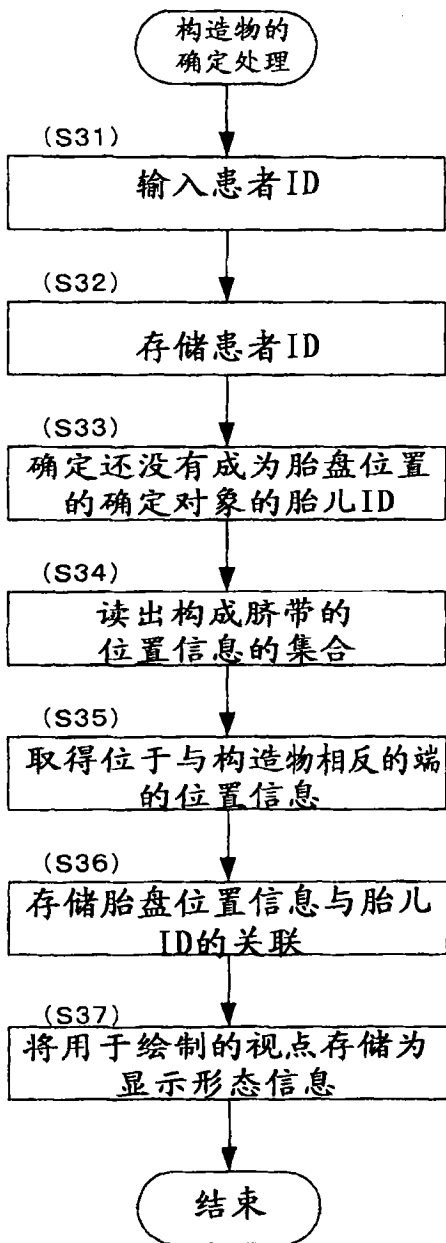 构造物的
确定处理
(S31)
输入患者ID
(S32)
存储患者ID
(S33)
确定还没有成为胎盘位置
的确定对象的胎儿ID
(S34)
读出构成脐带的
位置信息的集合
(S35)
取得位于与构造物相反的端
的位置信息
(S36)
存储胎盘位置信息与胎儿
ID的关联
(S37)
将用于绘制的视点存储为
显示形态信息
结束